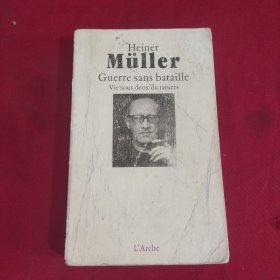 Heiner
Müller
Guerre sans bataille
Vie sous deux dictatures
L'Arche